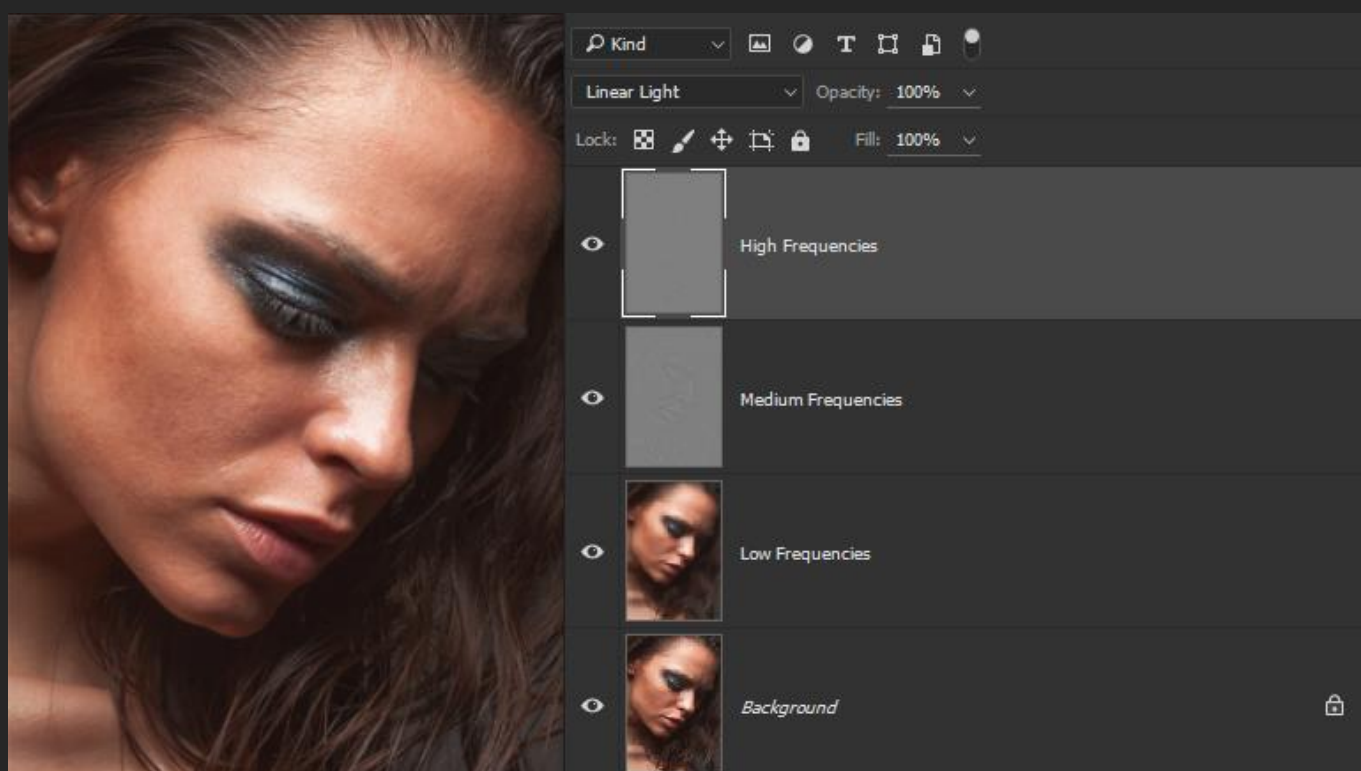 Kind
Linear Light Opacity: 100%
Lock: Fill: 100%
High Frequencies
Medium Frequencies
Low Frequencies
Background